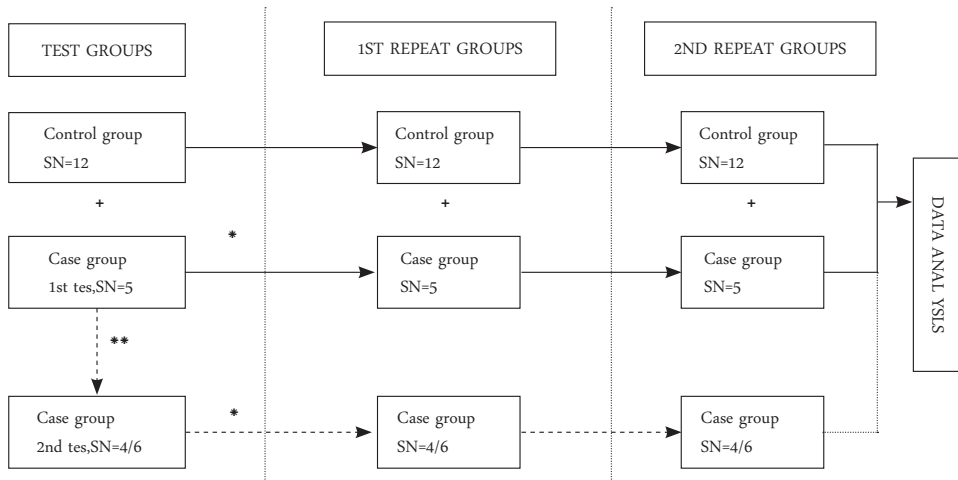 TEST GROUPS
1ST REPEAT GROUPS
2ND REPEAT GROUPS
Control group
SN=12
Control group
SN=12
Control group
SN=12
+
+
+
*
Case group
1st tes,SN=5
Case group
SN=5
Case group
SN=5
**
*
Case group
2nd tes,SN=4/6
Case group
SN=4/6
Case group
SN=4/6
DATA ANAL YSLS